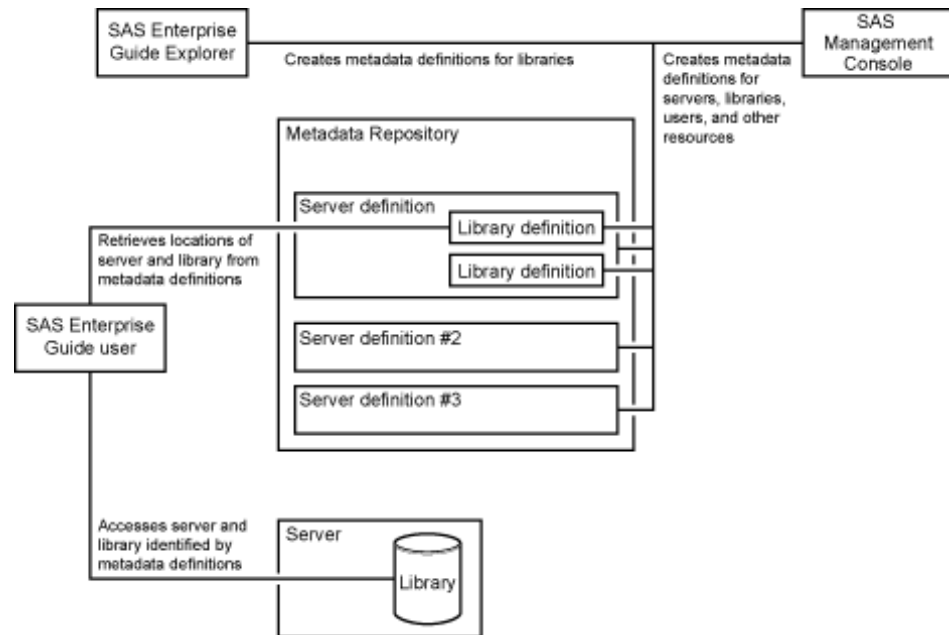 SAS Enterprise
Guide Explorer
SAS
Management
Console
Creates metadata definitions for libraries
Creates metadata
definitions for
servers, libraries,
users, and other
resources
Metadata Repository
Server definition
Library definition
Library definition
Retrieves locations of
server and library from
metadata definitions
SAS Enterprise
Guide user
Server definition #2
Server definition #3
Accesses server and
library identified by
metadata definitions
Server
Library